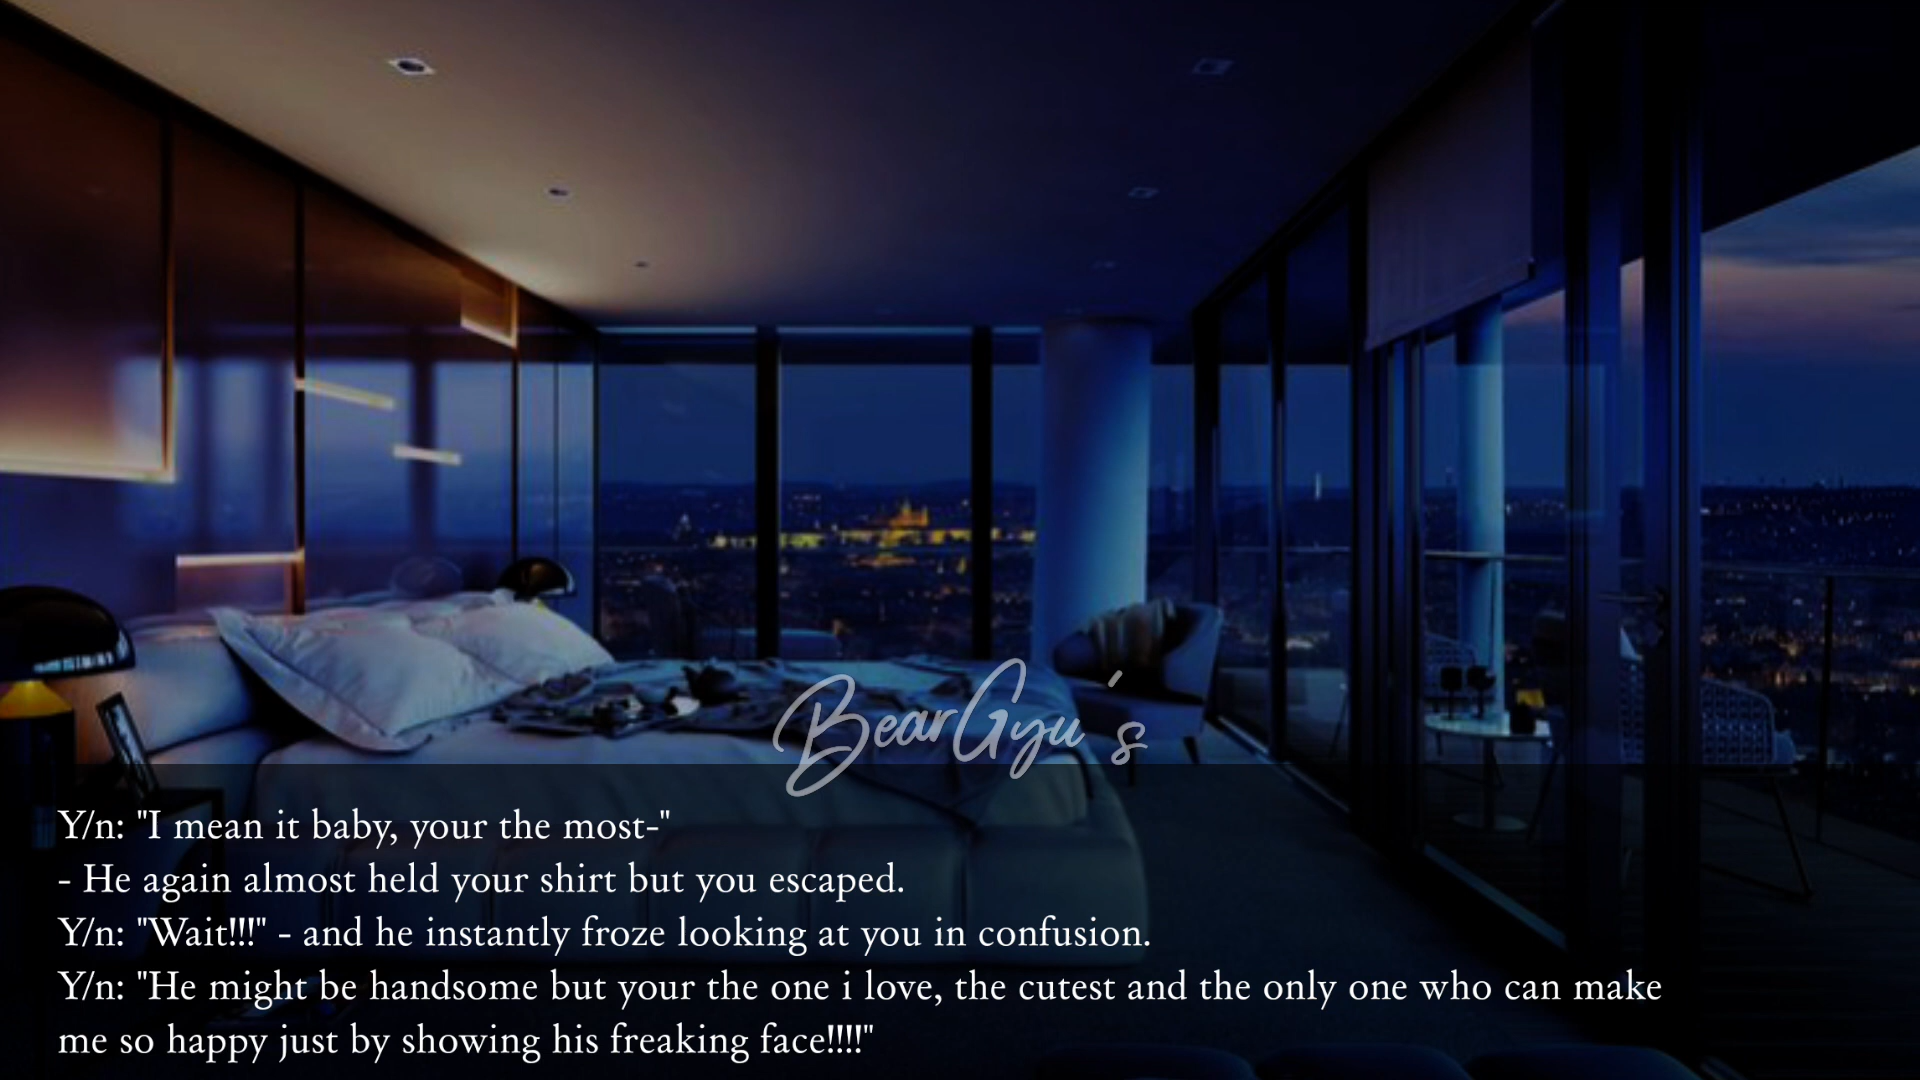 BearGyu's
Y/n: "I mean it baby, your the most-"
- He again almost held your shirt but you escaped.
Y/n: "Wait!!!" - and he instantly froze looking at you in confusion.
Y/n: "He might be handsome but your the one i love, the cutest and the only one who can make
me so happy just by showing his freaking face!!!!"